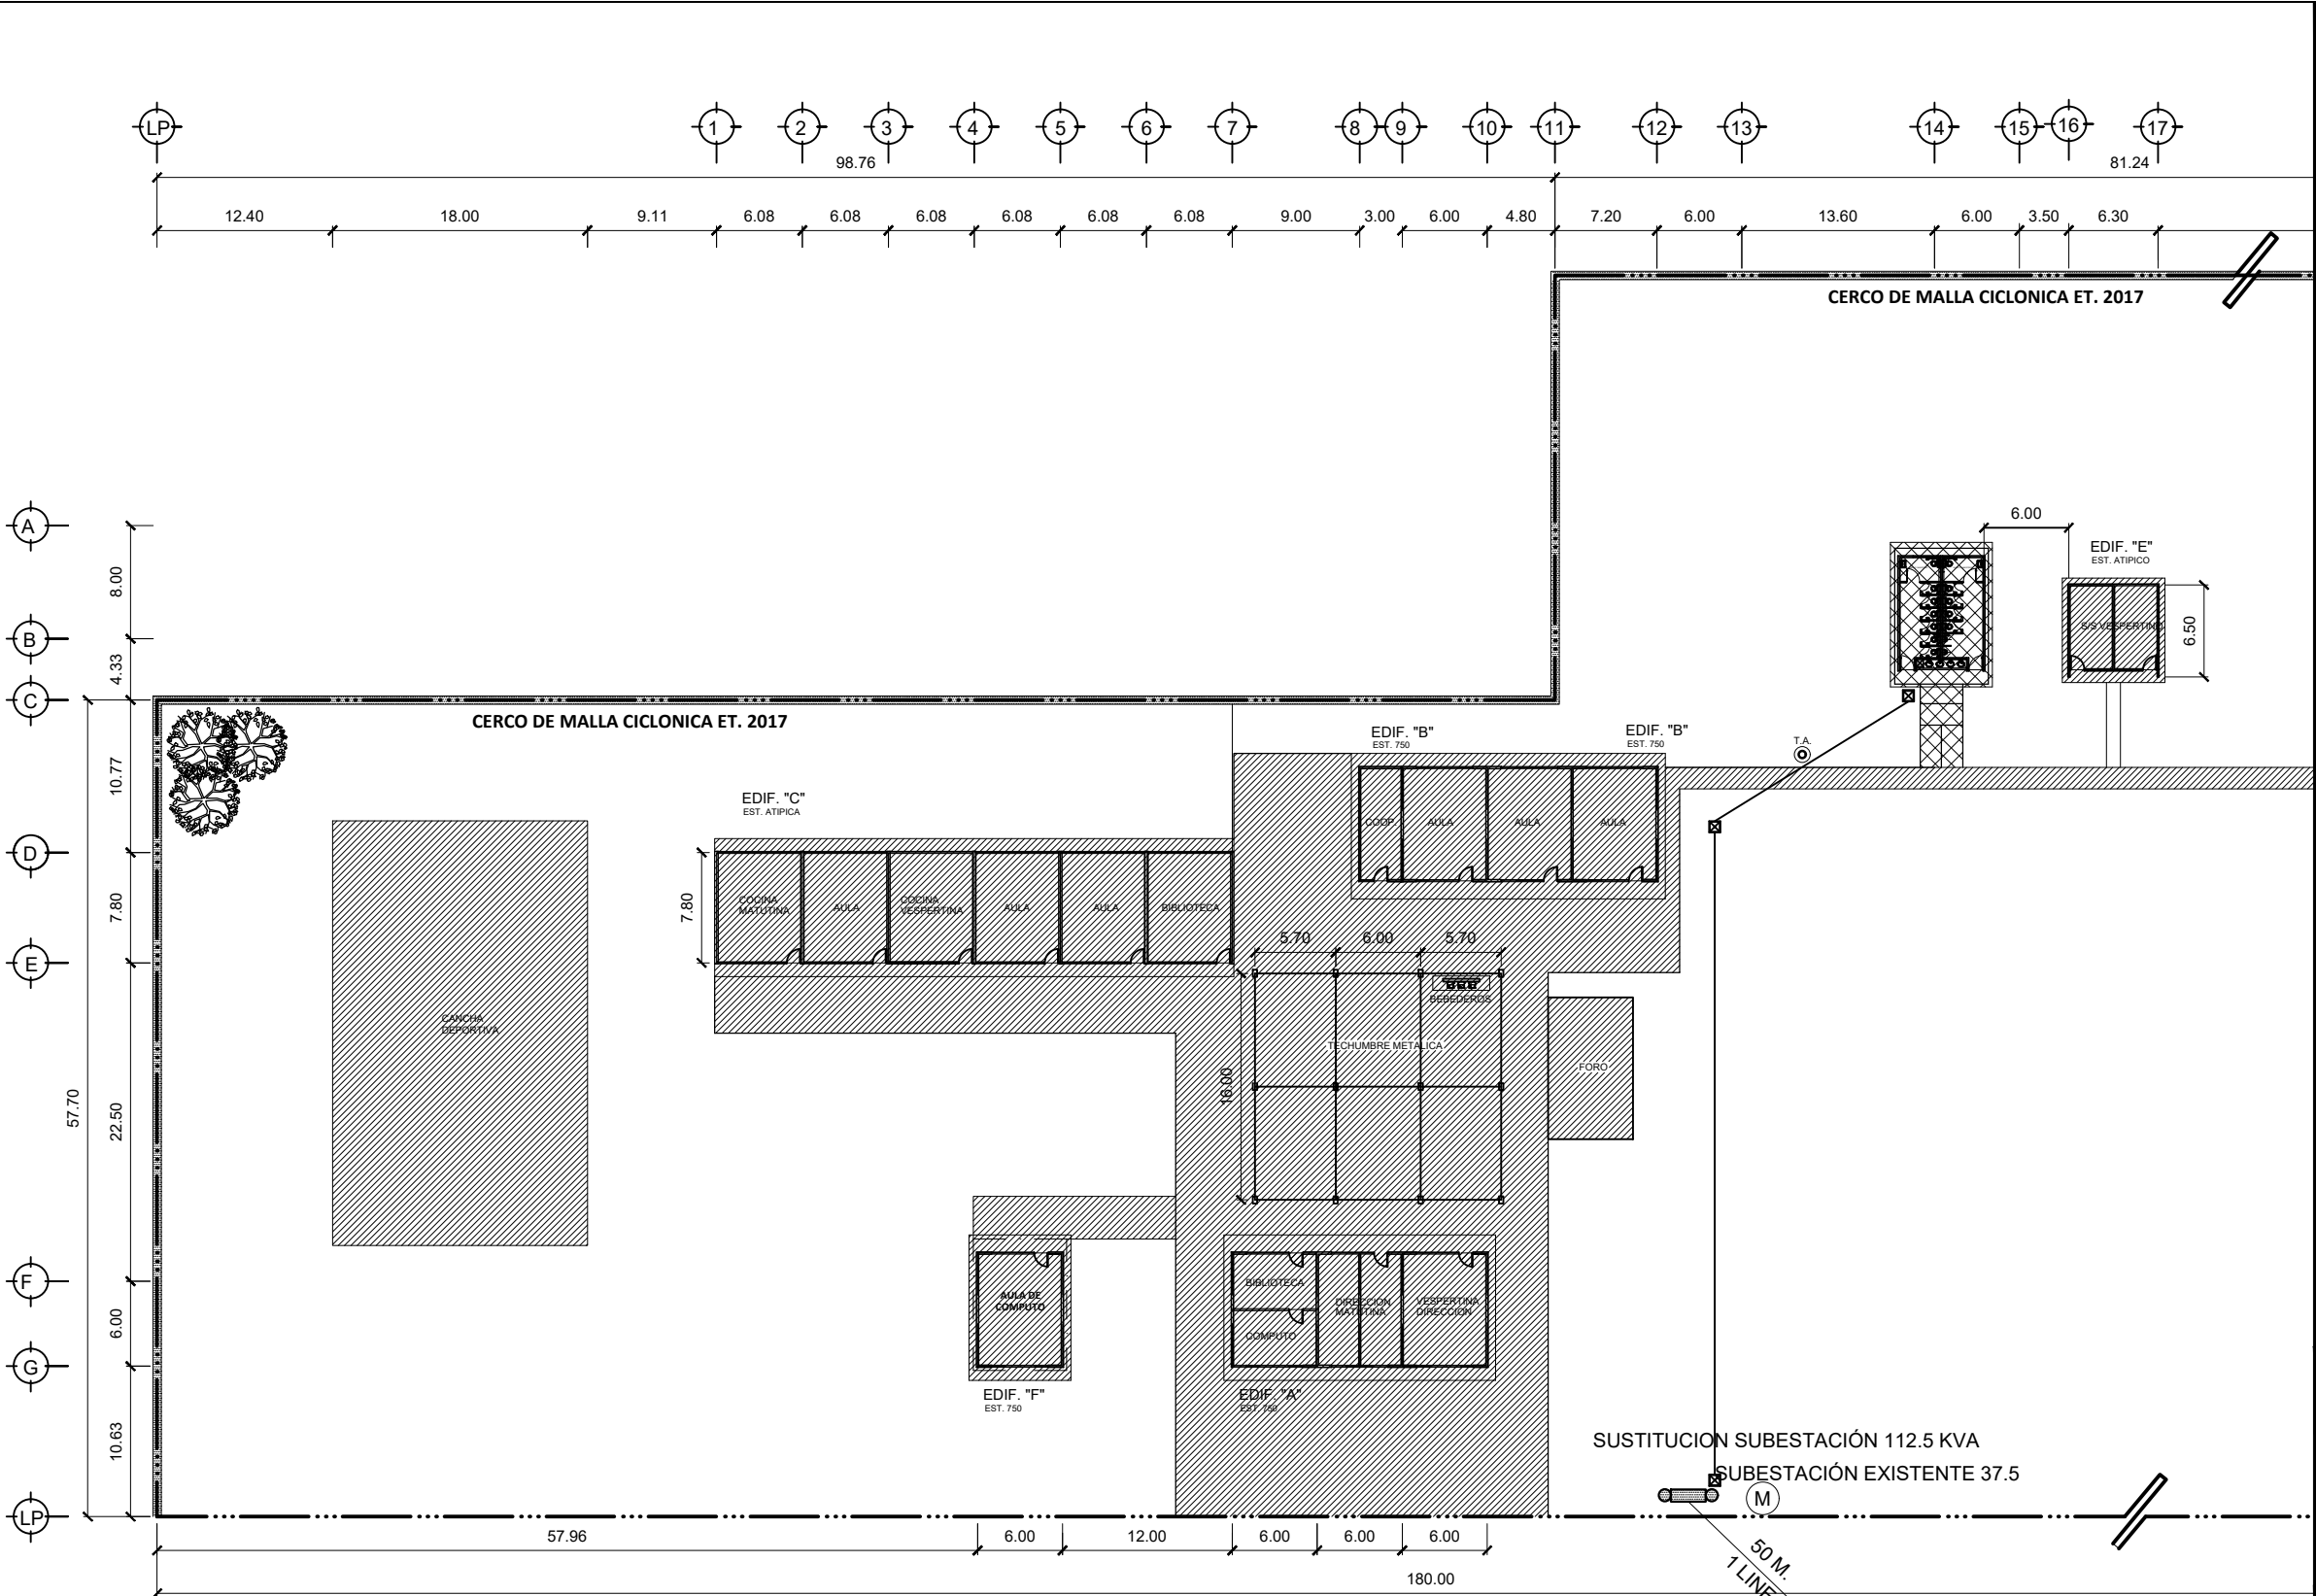 LP 1 2 3 4 5 6 7 8 9 10 11 12 13 14 15 16 17
98.76 81.24
12.40 18.00 9.11 6.08 6.08 6.08 6.08 6.08 6.08 9.00 3.00 6.00 4.80 7.20 6.00 13.60 6.00 3.50 6.30
CERCO DE MALLA CICLONICA ET. 2017
A
8.00
B
4.33
C
6.00
EDIF. "E"
EST. ATIPICO
S/S VESPERTINO
6.50
CERCO DE MALLA CICLONICA ET. 2017
EDIF. "B"
EST. 750
EDIF. "B"
EST. 750
T.A.
10.77
EDIF. "C"
EST. ATIPICA
COOP.
AULA
AULA
AULA
D
7.80
7.80
COCINA
MATUTINA
AULA
COCINA
VESPERTINA
AULA
AULA
BIBLIOTECA
E
5.70 6.00 5.70
BEBEDEROS
CANCHA
DEPORTIVA
TECHUMBRE METALICA
16.00
FORO
57.70
22.50
F
6.00
G
AULA DE
COMPUTO
BIBLIOTECA
COMPUTO
DIRECCION
MATUTINA
VESPERTINA
DIRECCION
EDIF. "F"
EST. 750
EDIF. "A"
EST. 750
10.63
SUSTITUCION SUBESTACIÓN 112.5 KVA
SUBESTACIÓN EXISTENTE 37.5
M
LP
57.96 6.00 12.00 6.00 6.00 6.00
50 M.
1 LINE
180.00